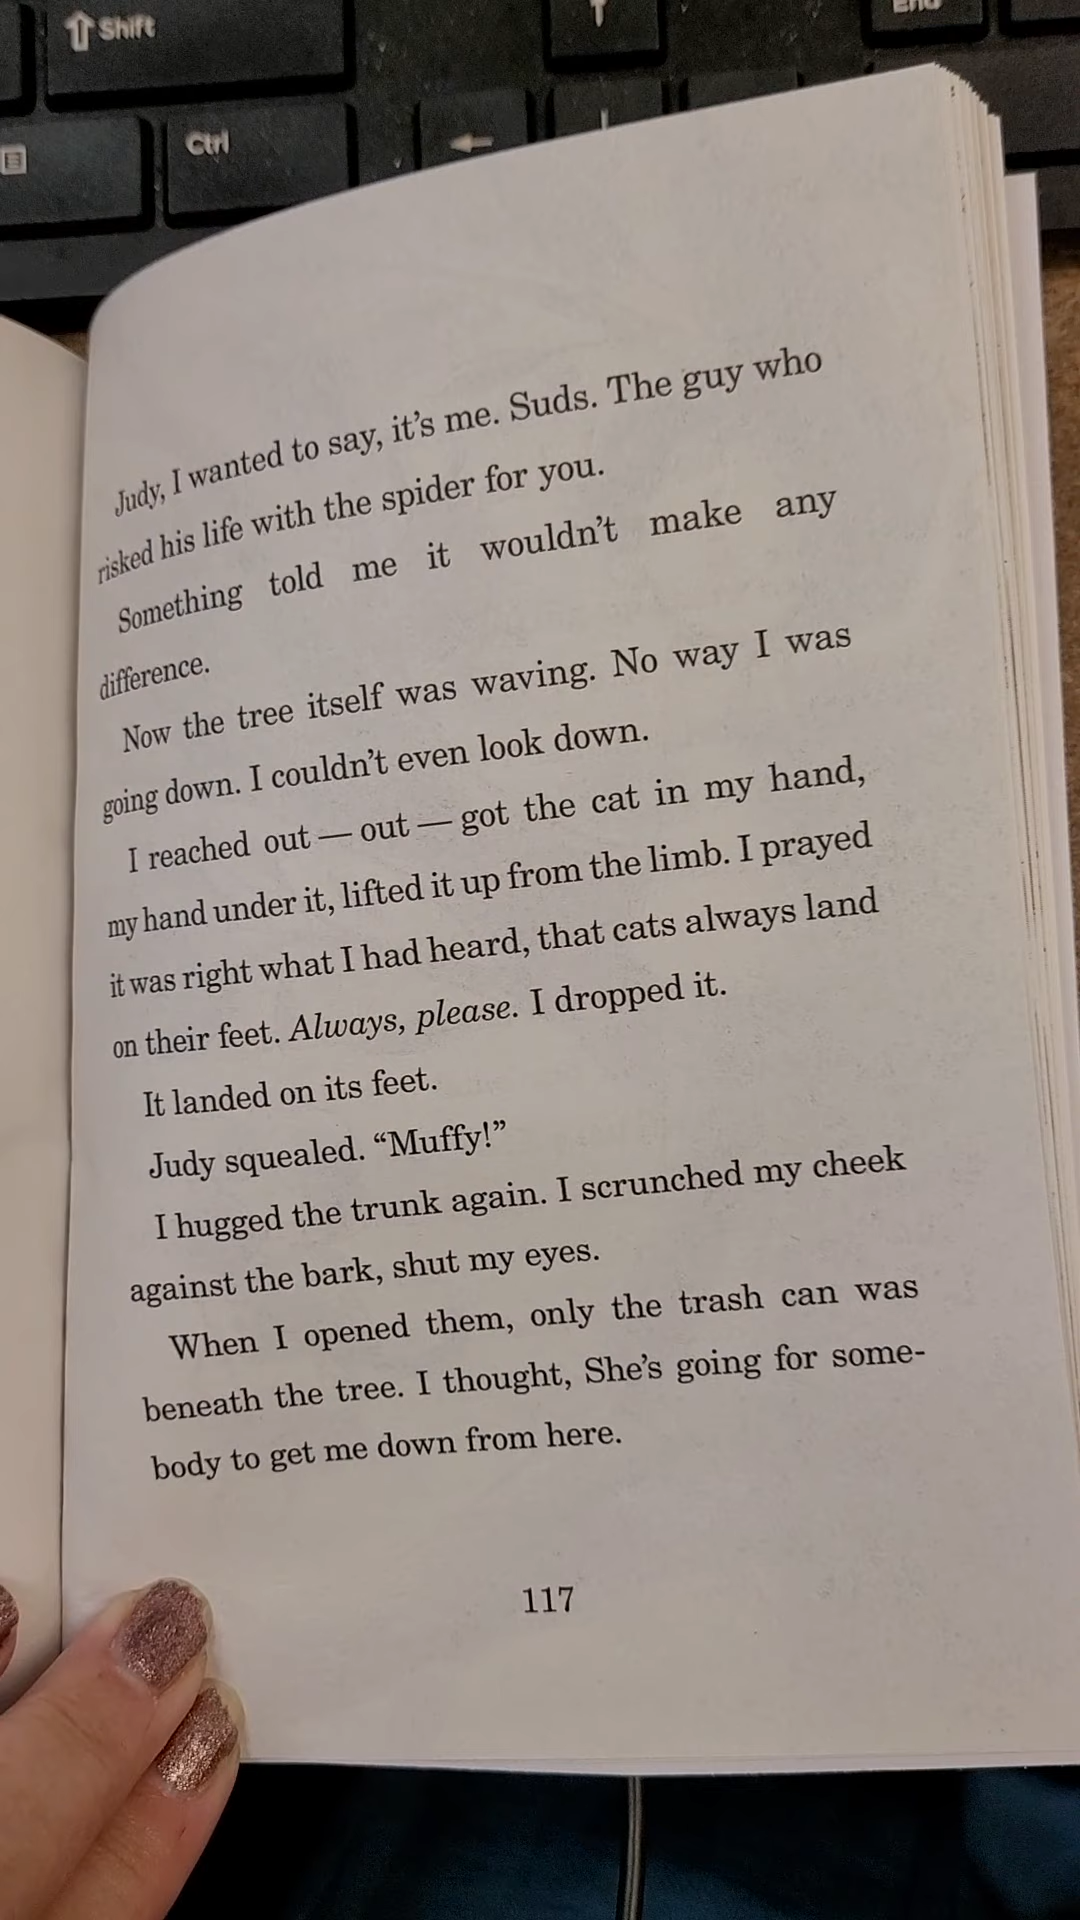 Shift
End
Ctrl
Judy, I wanted to say, it's me. Suds. The guy who
risked his life with the spider for you.
Something told me it wouldn't make any
difference.
Now the tree itself was waving. No way I was
going down. I couldn't even look down.
I reached out — out — got the cat in my hand,
my hand under it, lifted it up from the limb. I prayed
it was right what I had heard, that cats always land
on their feet. Always, please. I dropped it.
It landed on its feet.
Judy squealed. “Muffy!”
I hugged the trunk again. I scrunched my cheek
against the bark, shut my eyes.
When I opened them, only the trash can was
beneath the tree. I thought, She's going for some-
body to get me down from here.
117